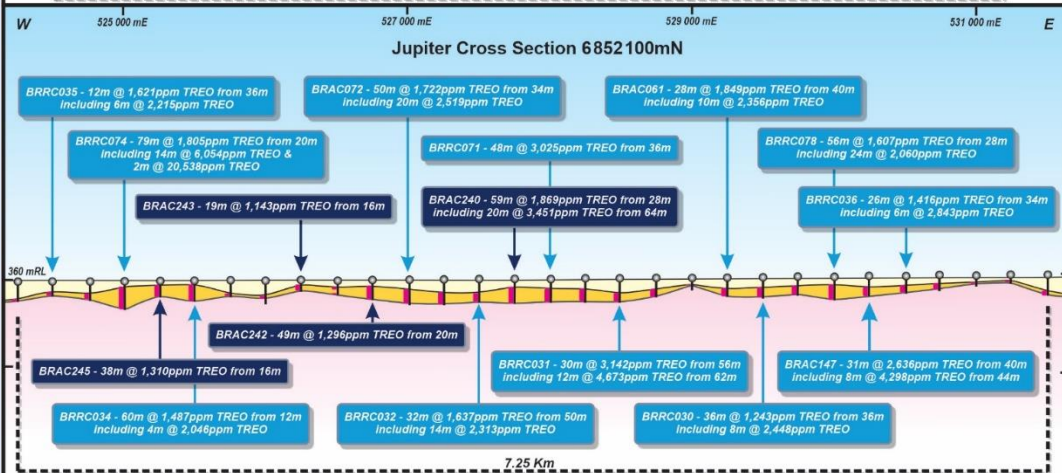 W
525 000 mE
527 000 mE
529 000 mE
531 000 mE
E
Jupiter Cross Section 6852100mN
BRRC035 - 12m @ 1,621ppm TREO from 36m
including 6m @ 2,215ppm TREO
BRAC072 - 50m @ 1,722ppm TREO from 34m
including 20m @ 2,519ppm TREO
BRAC061 - 28m @ 1,849ppm TREO from 40m
including 10m @ 2,356ppm TREO
BRRC074 - 79m @ 1,805ppm TREO from 20m
including 14m @ 6,054ppm TREO &
2m @ 20,538ppm TREO
BRRC071 - 48m @ 3,025ppm TREO from 36m
BRRC078 - 56m @ 1,607ppm TREO from 28m
including 24m @ 2,060ppm TREO
BRAC243 - 19m @ 1,143ppm TREO from 16m
BRAC240 - 59m @ 1,869ppm TREO from 28m
including 20m @ 3,451ppm TREO from 64m
BRRC036 - 26m @ 1,416ppm TREO from 34m
including 6m @ 2,843ppm TREO
360 mRL
BRAC242 - 49m @ 1,296ppm TREO from 20m
BRAC245 - 38m @ 1,310ppm TREO from 16m
BRRC031 - 30m @ 3,142ppm TREO from 56m
including 12m @ 4,673ppm TREO from 62m
BRAC147 - 31m @ 2,636ppm TREO from 40m
including 8m @ 4,298ppm TREO from 44m
BRRC034 - 60m @ 1,487ppm TREO from 12m
including 4m @ 2,046ppm TREO
BRRC032 - 32m @ 1,637ppm TREO from 50m
including 14m @ 2,313ppm TREO
BRRC030 - 36m @ 1,243ppm TREO from 36m
including 8m @ 2,448ppm TREO
7.25 Km